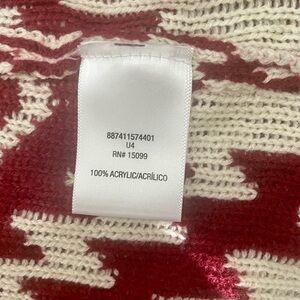 887411574401
U4
RN# 15099
100% ACRYLIC/ACRÍLICO